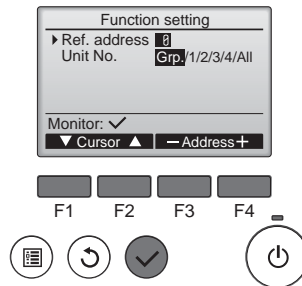 Function setting
Ref. address 0
Unit No. Grp./1/2/3/4/All
Monitor: ✓
▼ Cursor ▲ − Address +
F1 F2 F3 F4